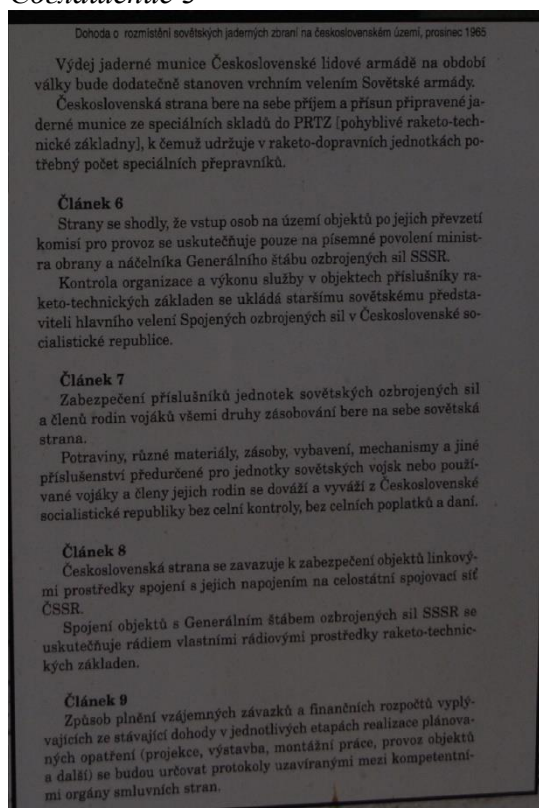 Соглашение 3
Dohoda o rozmístění sovětských jaderných zbraní na československém území, prosinec 1965
Výdej jaderné munice Československé lidové armádě na období
války bude dodatečně stanoven vrchním velením Sovětské armády.
Československá strana bere na sebe příjem a přísun připravené ja-
derné munice ze speciálních skladů do PRTZ [pohyblivé raketo-tech-
nické základny], k čemuž udržuje v raketo-dopravních jednotkách po-
třebný počet speciálních přepravníků.
Článek 6
Strany se shodly, že vstup osob na území objektů po jejich převzetí
komisí pro provoz se uskutečňuje pouze na písemné povolení minist-
ra obrany a náčelníka Generálního štábu ozbrojených sil SSSR.
Kontrola organizace a výkonu služby v objektech příslušníky ra-
keto-technických základen se ukládá staršímu sovětskému předsta-
viteli hlavního velení Spojených ozbrojených sil v Československé so-
cialistické republice.
Článek 7
Zabezpečení příslušníků jednotek sovětských ozbrojených sil
a členů rodin vojáků všemi druhy zásobování bere na sebe sovětská
strana.
Potraviny, různé materiály, zásoby, vybavení, mechanismy a jiné
příslušenství předurčené pro jednotky sovětských vojsk nebo použí-
vané vojáky a členy jejich rodin se dováží a vyváží z Československé
socialistické republiky bez celní kontroly, bez celních poplatků a daní.
Článek 8
Československá strana se zavazuje k zabezpečení objektů linkový-
mi prostředky spojení s jejich napojením na celostátní spojovací síť
ČSSR.
Spojení objektů s Generálním štábem ozbrojených sil SSSR se
uskutečňuje rádiem vlastními rádiovými prostředky raketo-technic-
kých základen.
Článek 9
Způsob plnění vzájemných závazků a finančních rozpočtů vyplý-
vajících ze stávající dohody v jednotlivých etapách realizace plánova-
ných opatření (projekce, výstavba, montážní práce, provoz objektů
a další) se budou určovat protokoly uzavíranými mezi kompetentní-
mi orgány smluvních stran.